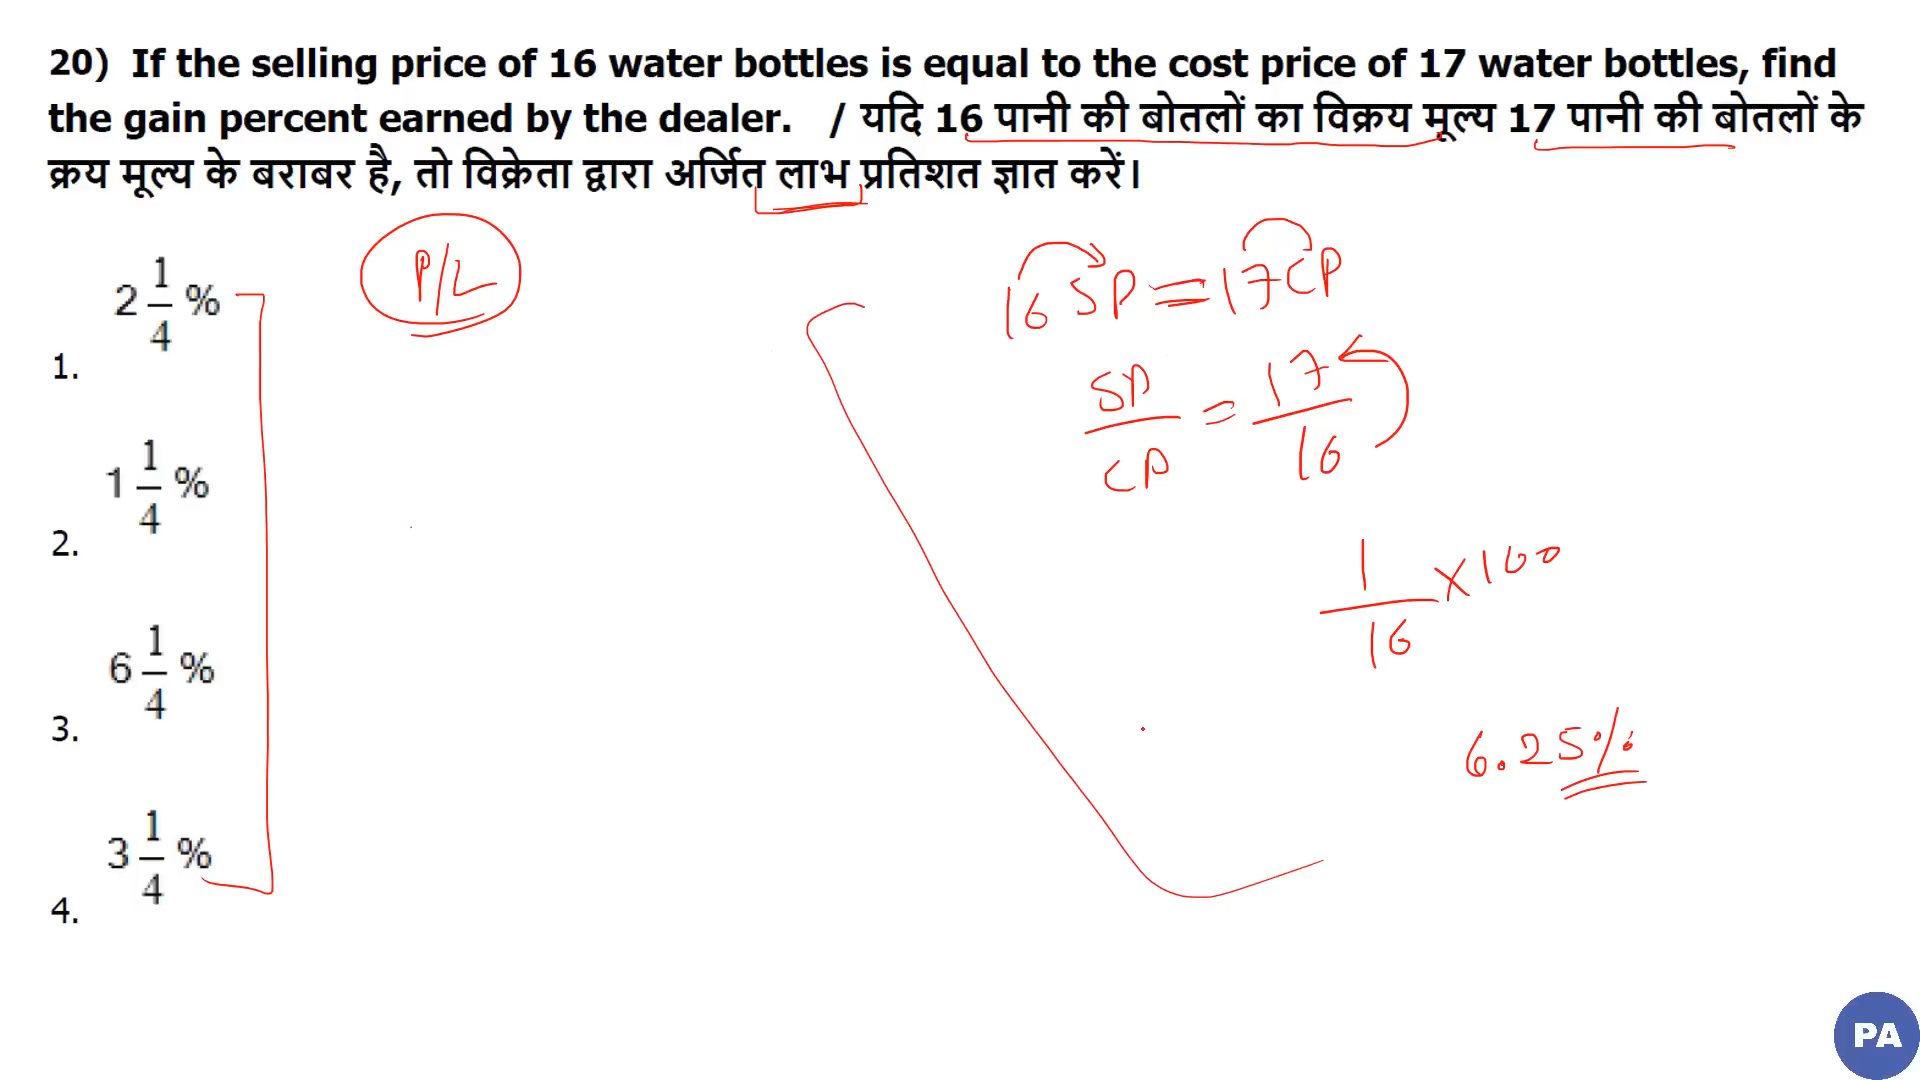 20) If the selling price of 16 water bottles is equal to the cost price of 17 water bottles, find
the gain percent earned by the dealer. / यदि 16 पानी की बोतलों का विक्रय मूल्य 17 पानी की बोतलों के
क्रय मूल्य के बराबर है, तो विक्रेता द्वारा अर्जित लाभ प्रतिशत ज्ञात करें।
1. 2 1/4 %
2. 1 1/4 %
3. 6 1/4 %
4. 3 1/4 %
P/L
16 SP = 17 CP
SP/CP = 17/16
1/16 × 100
6.25%
PA